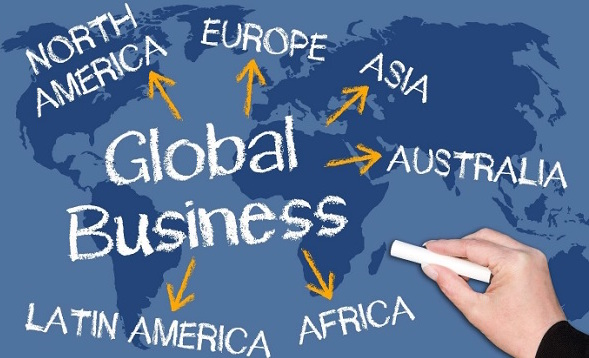 NORTH
AMERICA
EUROPE
ASIA
Global
Business
AUSTRALIA
LATIN AMERICA
AFRICA